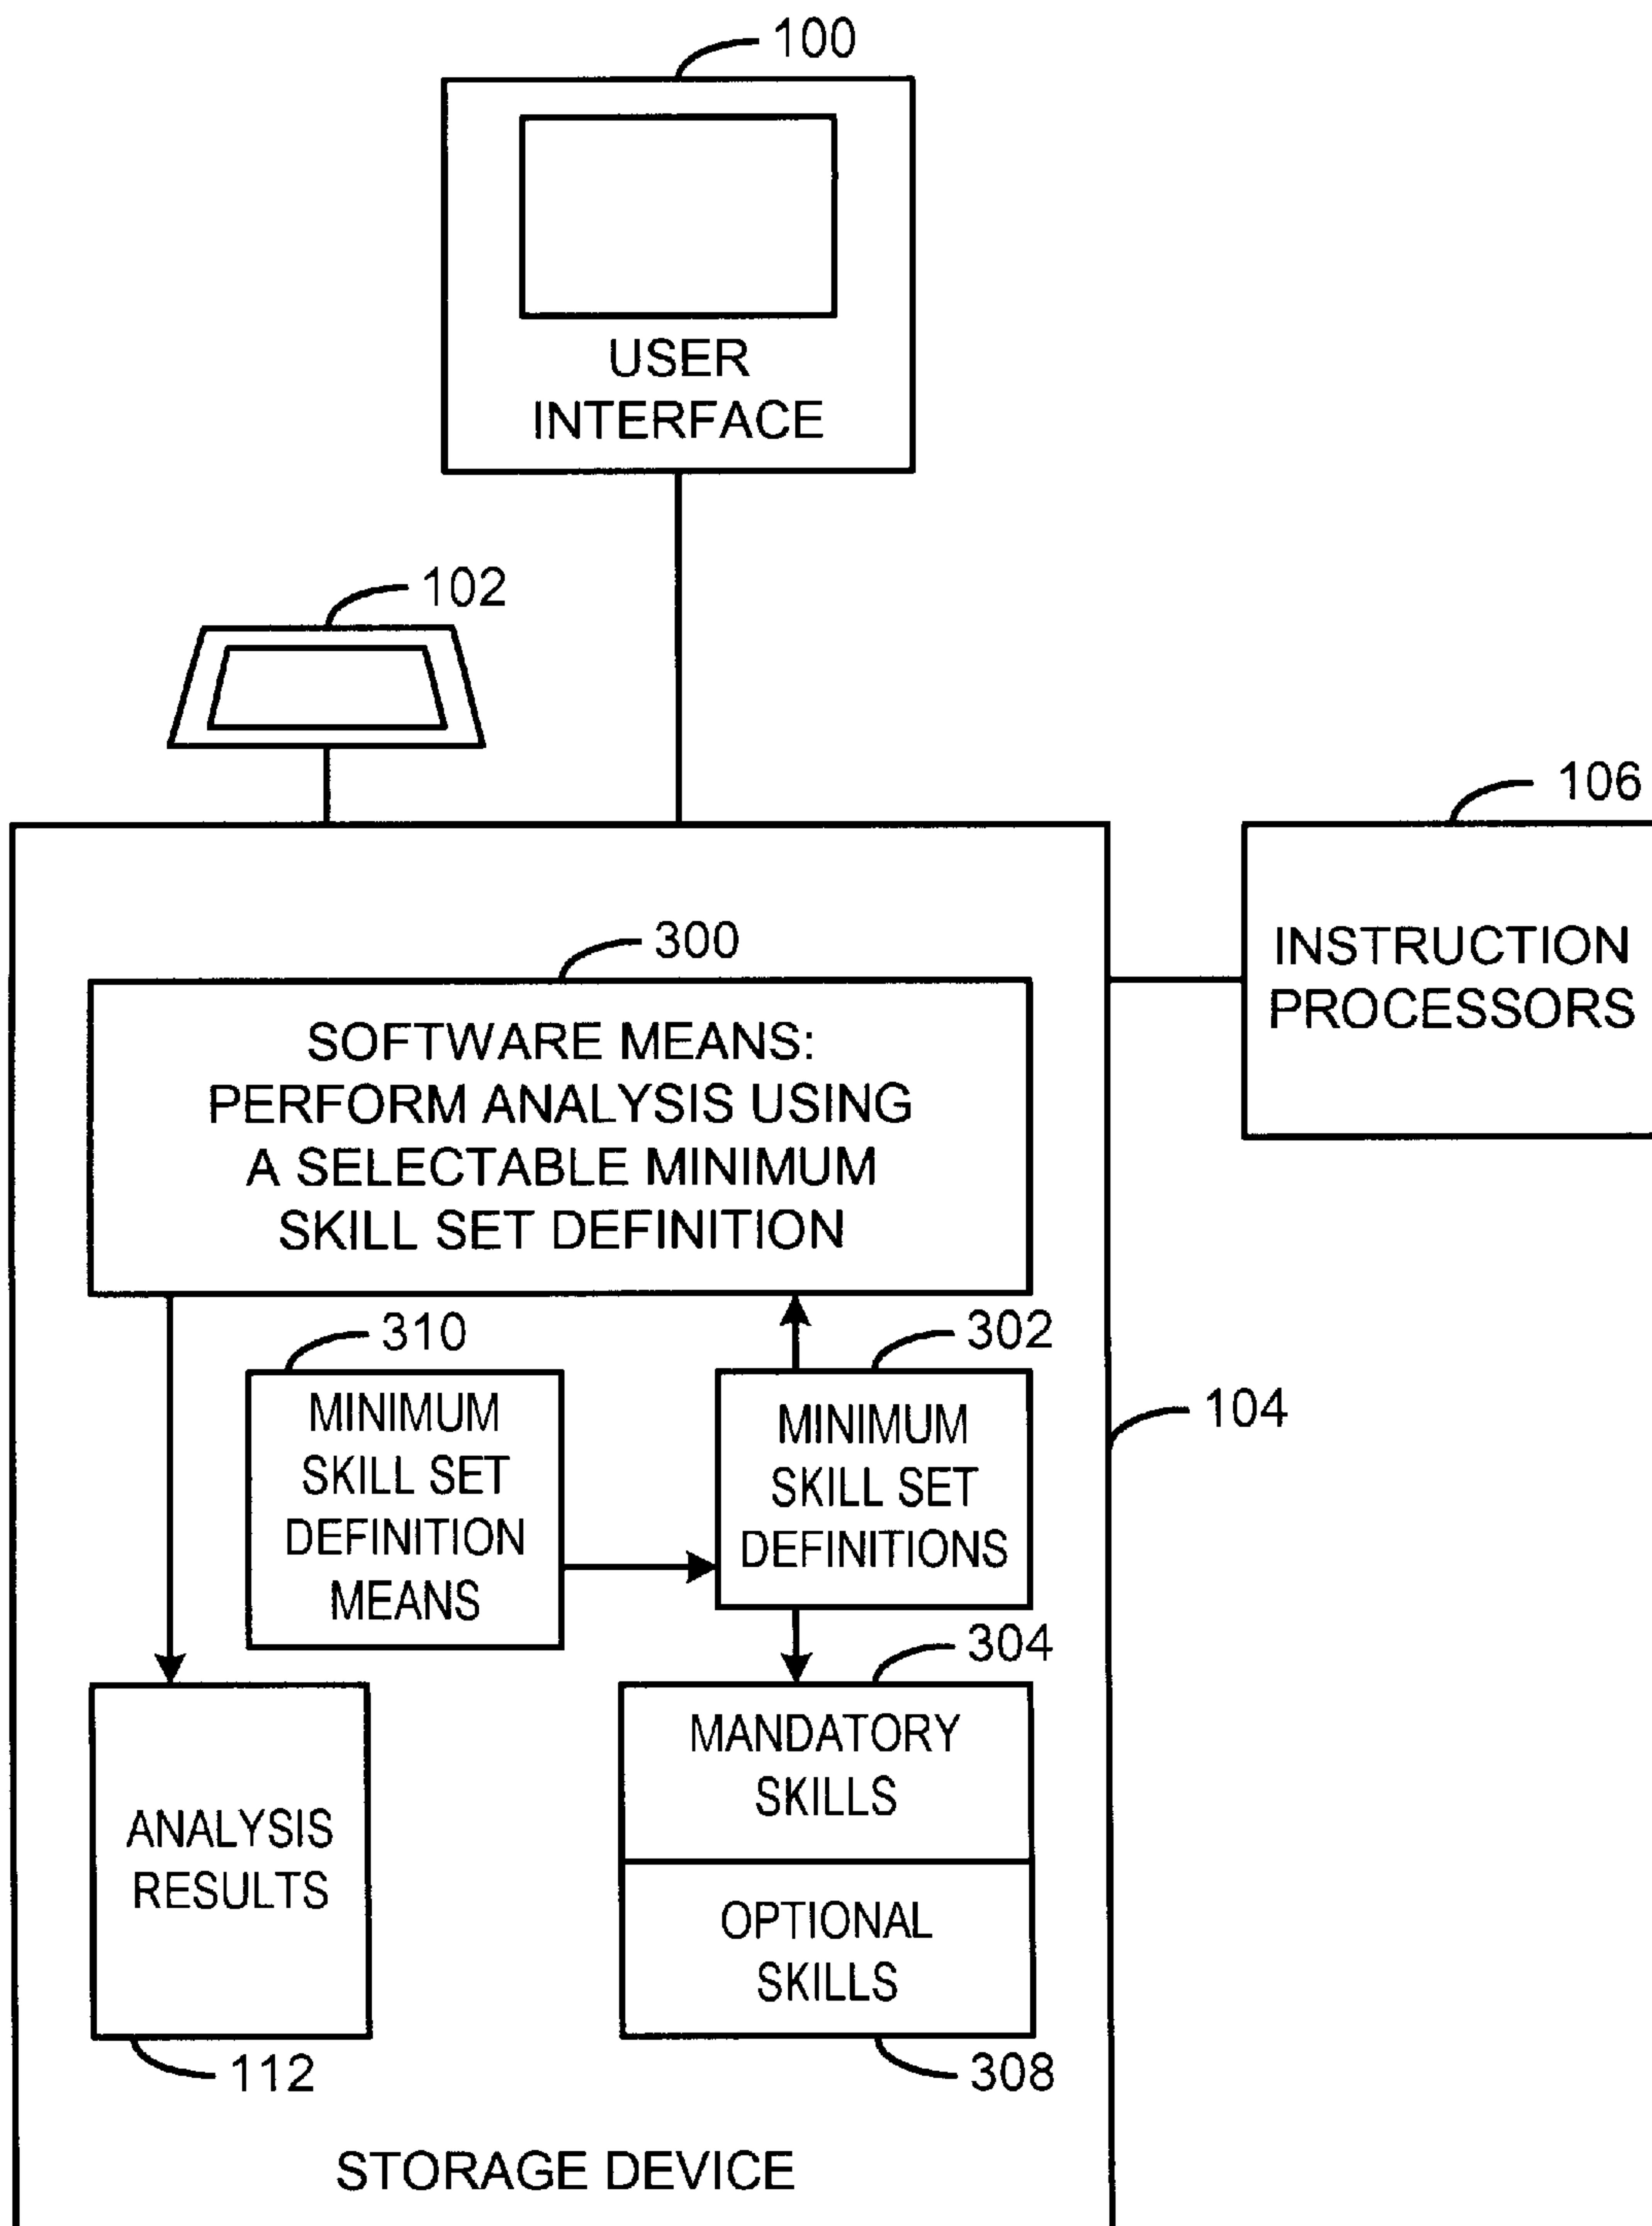 100
USER
INTERFACE
102
106
INSTRUCTION
PROCESSORS
300
SOFTWARE MEANS:
PERFORM ANALYSIS USING
A SELECTABLE MINIMUM
SKILL SET DEFINITION
310
MINIMUM
SKILL SET
DEFINITION
MEANS
302
MINIMUM
SKILL SET
DEFINITIONS
104
304
MANDATORY
SKILLS
OPTIONAL
SKILLS
308
ANALYSIS
RESULTS
112
STORAGE DEVICE